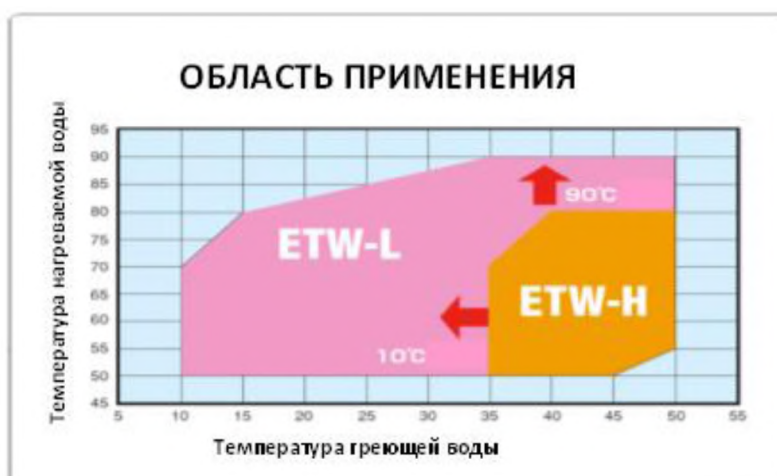 ОБЛАСТЬ ПРИМЕНЕНИЯ
Температура нагреваемой воды
95
90
85
80
75
70
65
60
55
50
45
90℃
ETW-L
ETW-H
10℃
5 10 15 20 25 30 35 40 45 50 55
Температура греющей воды